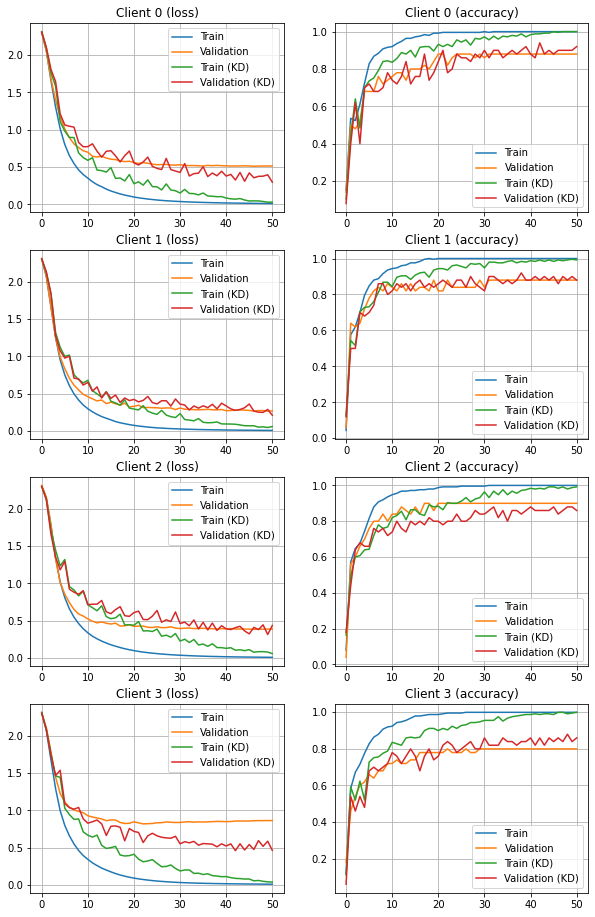 Client 0 (loss)
2.0
1.5
1.0
0.5
0.0
0 10 20 30 40 50
Train
Validation
Train (KD)
Validation (KD)
Client 0 (accuracy)
1.0
0.8
0.6
0.4
0.2
0 10 20 30 40 50
Train
Validation
Train (KD)
Validation (KD)
Client 1 (loss)
2.0
1.5
1.0
0.5
0.0
0 10 20 30 40 50
Train
Validation
Train (KD)
Validation (KD)
Client 1 (accuracy)
1.0
0.8
0.6
0.4
0.2
0.0
0 10 20 30 40 50
Train
Validation
Train (KD)
Validation (KD)
Client 2 (loss)
2.0
1.5
1.0
0.5
0.0
0 10 20 30 40 50
Train
Validation
Train (KD)
Validation (KD)
Client 2 (accuracy)
1.0
0.8
0.6
0.4
0.2
0.0
0 10 20 30 40 50
Train
Validation
Train (KD)
Validation (KD)
Client 3 (loss)
2.0
1.5
1.0
0.5
0.0
0 10 20 30 40 50
Train
Validation
Train (KD)
Validation (KD)
Client 3 (accuracy)
1.0
0.8
0.6
0.4
0.2
0 10 20 30 40 50
Train
Validation
Train (KD)
Validation (KD)